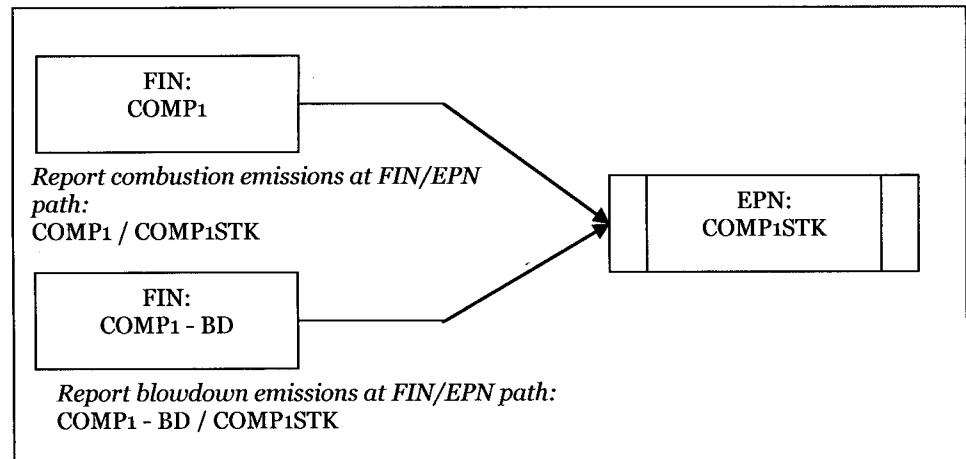 FIN:
COMP1
Report combustion emissions at FIN/EPN
path:
COMP1 / COMP1STK
EPN:
COMP1STK
FIN:
COMP1 - BD
Report blowdown emissions at FIN/EPN path:
COMP1 - BD / COMP1STK